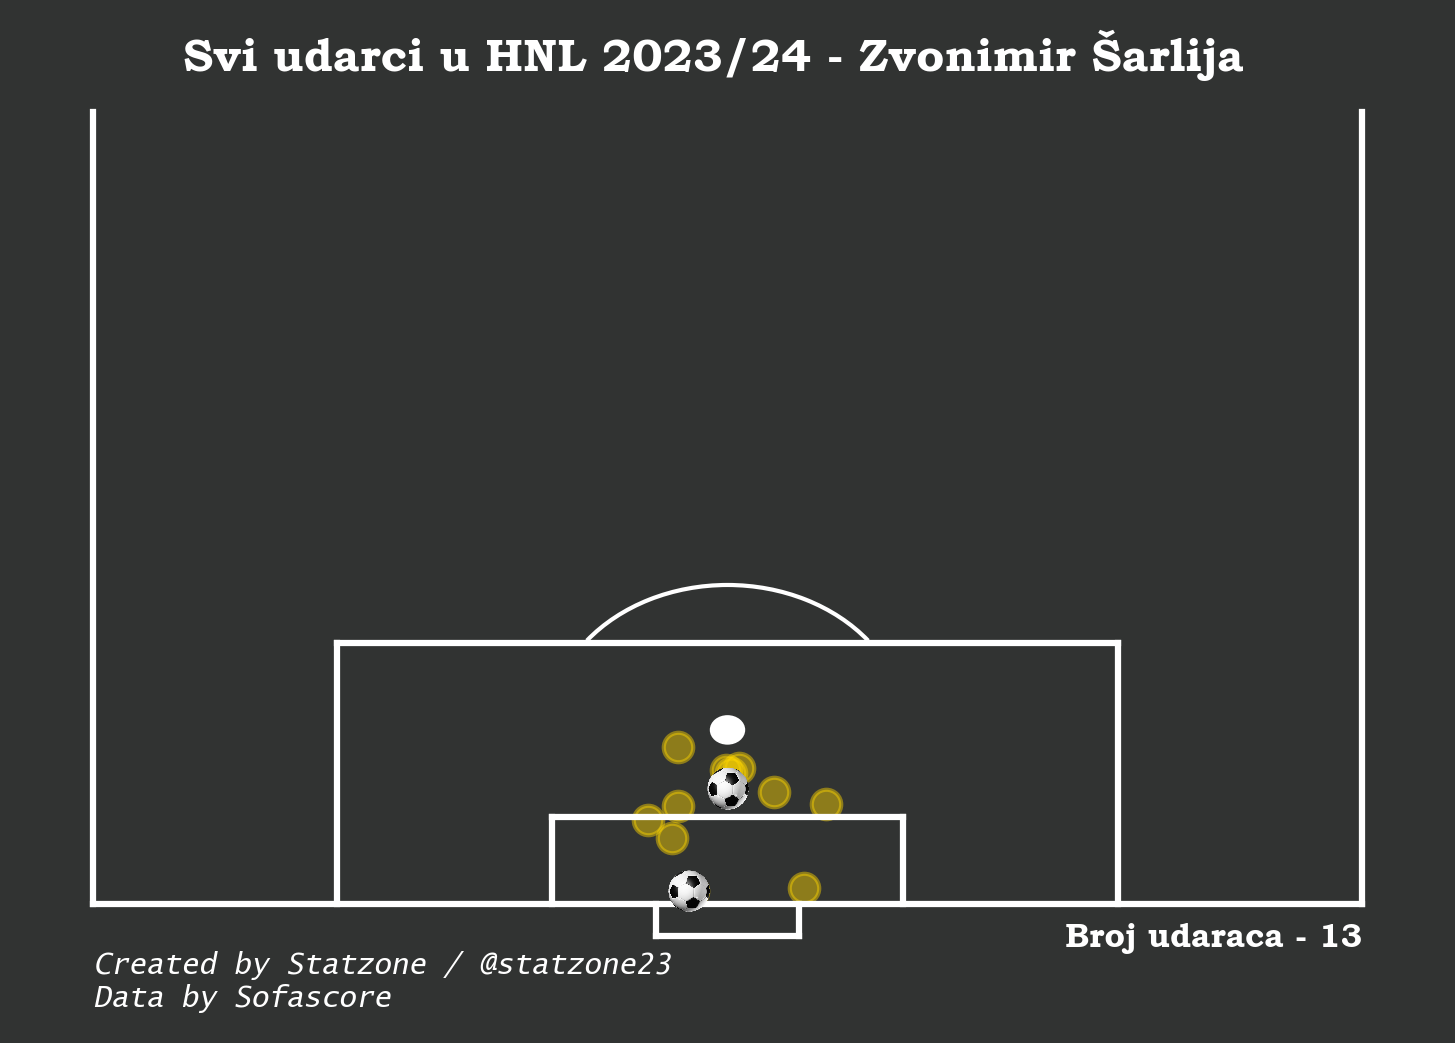 Svi udarci u HNL 2023/24 - Zvonimir Šarlija
Broj udaraca - 13
Created by Statzone / @statzone23
Data by Sofascore